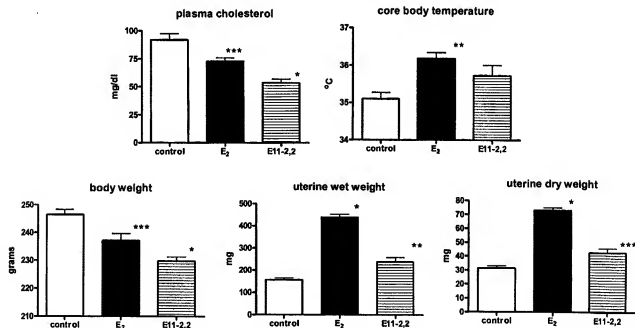 plasma cholesterol
mg/dl
100
75
50
25
0
***
*
control E₂ E11-2,2
core body temperature
°C
37
36
35
34
**
control E₂ E11-2,2
body weight
grams
250
240
230
220
210
***
*
control E₂ E11-2,2
uterine wet weight
mg
500
400
300
200
100
0
*
**
control E₂ E11-2,2
uterine dry weight
mg
80
70
60
50
40
30
20
10
0
*
***
control E₂ E11-2,2